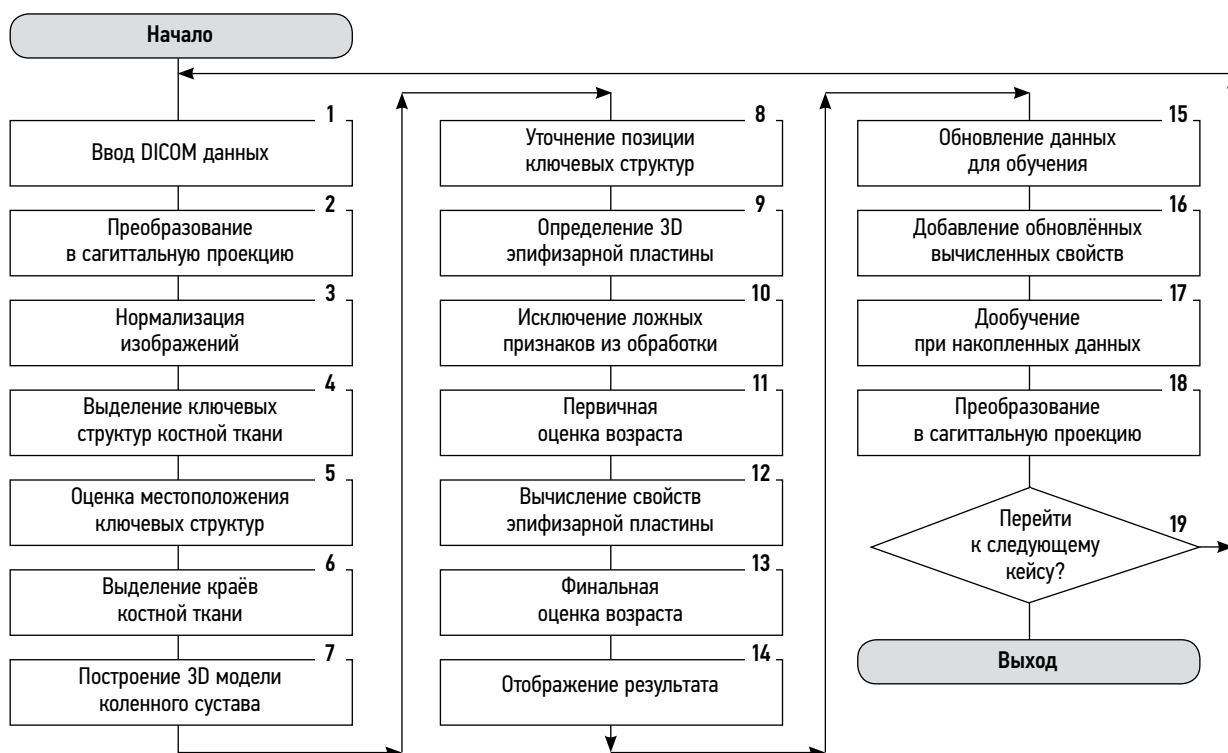 Начало
1
Ввод DICOM данных
2
Преобразование
в сагиттальную проекцию
3
Нормализация
изображений
4
Выделение ключевых
структур костной ткани
5
Оценка местоположения
ключевых структур
6
Выделение краёв
костной ткани
7
Построение 3D модели
коленного сустава
8
Уточнение позиции
ключевых структур
9
Определение 3D
эпифизарной пластины
10
Исключение ложных
признаков из обработки
11
Первичная
оценка возраста
12
Вычисление свойств
эпифизарной пластины
13
Финальная
оценка возраста
14
Отображение результата
15
Обновление данных
для обучения
16
Добавление обновлённых
вычисленных свойств
17
Дообучение
при накопленных данных
18
Преобразование
в сагиттальную проекцию
19
Перейти
к следующему
кейсу?
Выход